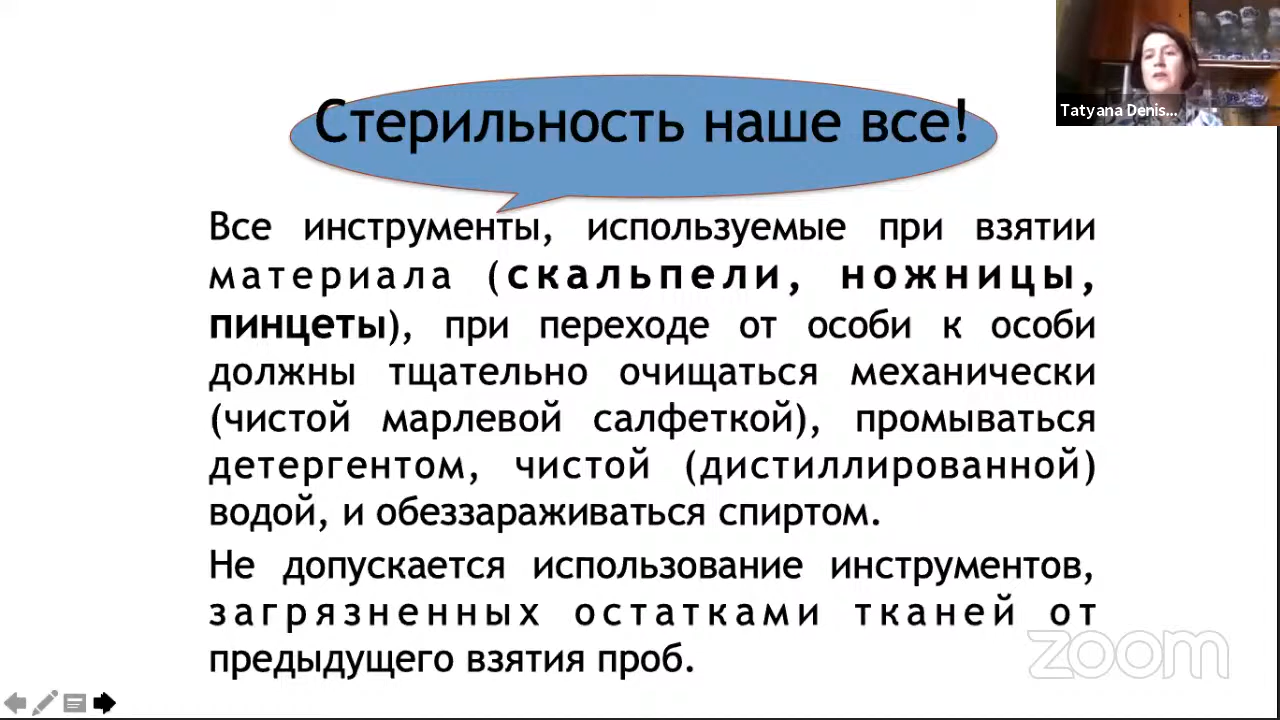 Стерильность наше все!
Tatyana Denis...
Все инструменты, используемые при взятии
материала (скальпели, ножницы,
пинцеты), при переходе от особи к особи
должны тщательно очищаться механически
(чистой марлевой салфеткой), промываться
детергентом, чистой (дистиллированной)
водой, и обеззараживаться спиртом.
Не допускается использование инструментов,
загрязненных остатками тканей от
предыдущего взятия проб.
zoom